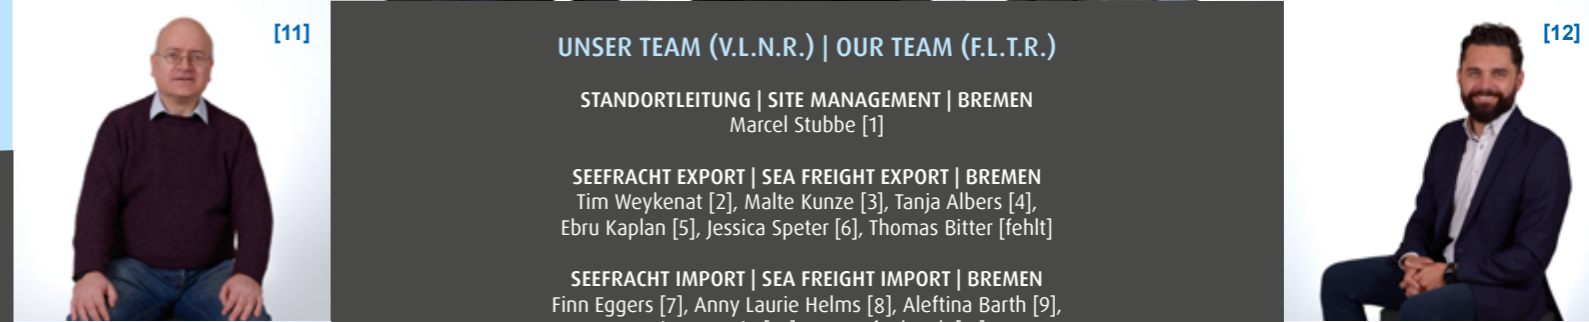 [11]
UNSER TEAM (V.L.N.R.) | OUR TEAM (F.L.T.R.)
[12]
STANDORTLEITUNG | SITE MANAGEMENT | BREMEN
Marcel Stubbe [1]
SEEFRACHT EXPORT | SEA FREIGHT EXPORT | BREMEN
Tim Weykenat [2], Malte Kunze [3], Tanja Albers [4],
Ebru Kaplan [5], Jessica Speter [6], Thomas Bitter [fehlt]
SEEFRACHT IMPORT | SEA FREIGHT IMPORT | BREMEN
Finn Eggers [7], Anny Laurie Helms [8], Aleftina Barth [9],